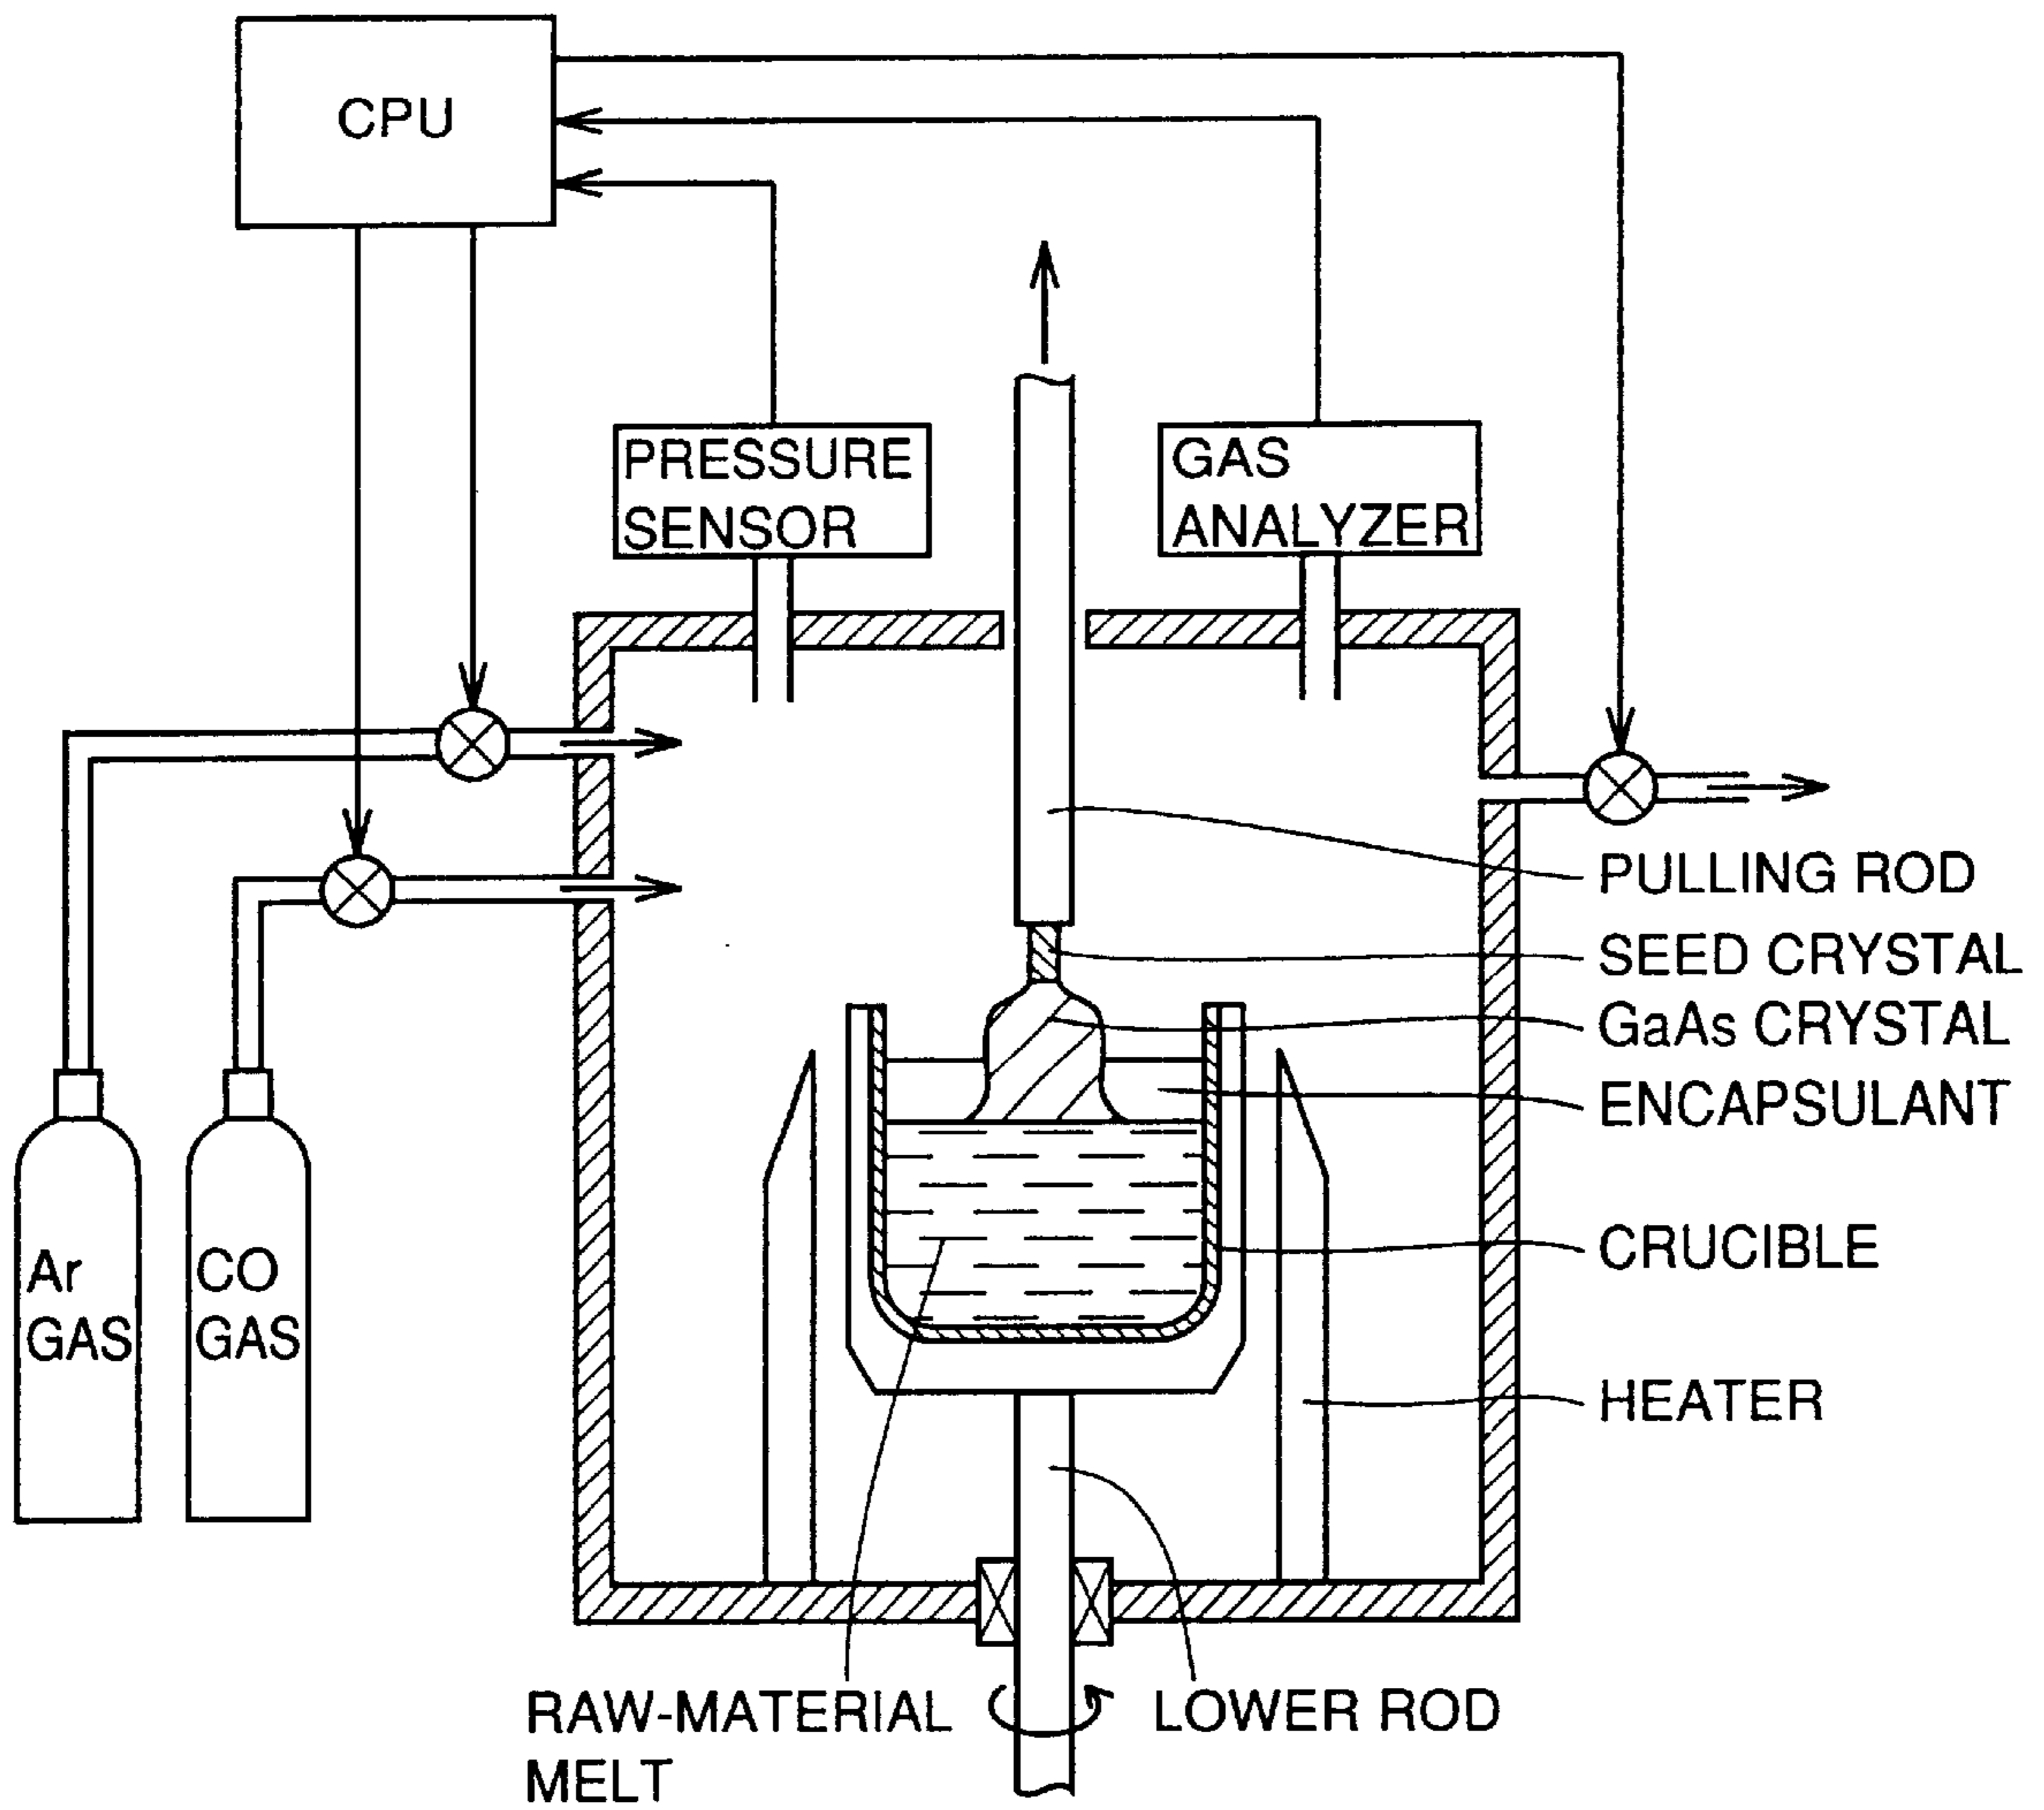 CPU
PRESSURE
SENSOR
GAS
ANALYZER
PULLING ROD
SEED CRYSTAL
GaAs CRYSTAL
ENCAPSULANT
CRUCIBLE
HEATER
Ar
GAS
CO
GAS
RAW-MATERIAL
MELT
LOWER ROD